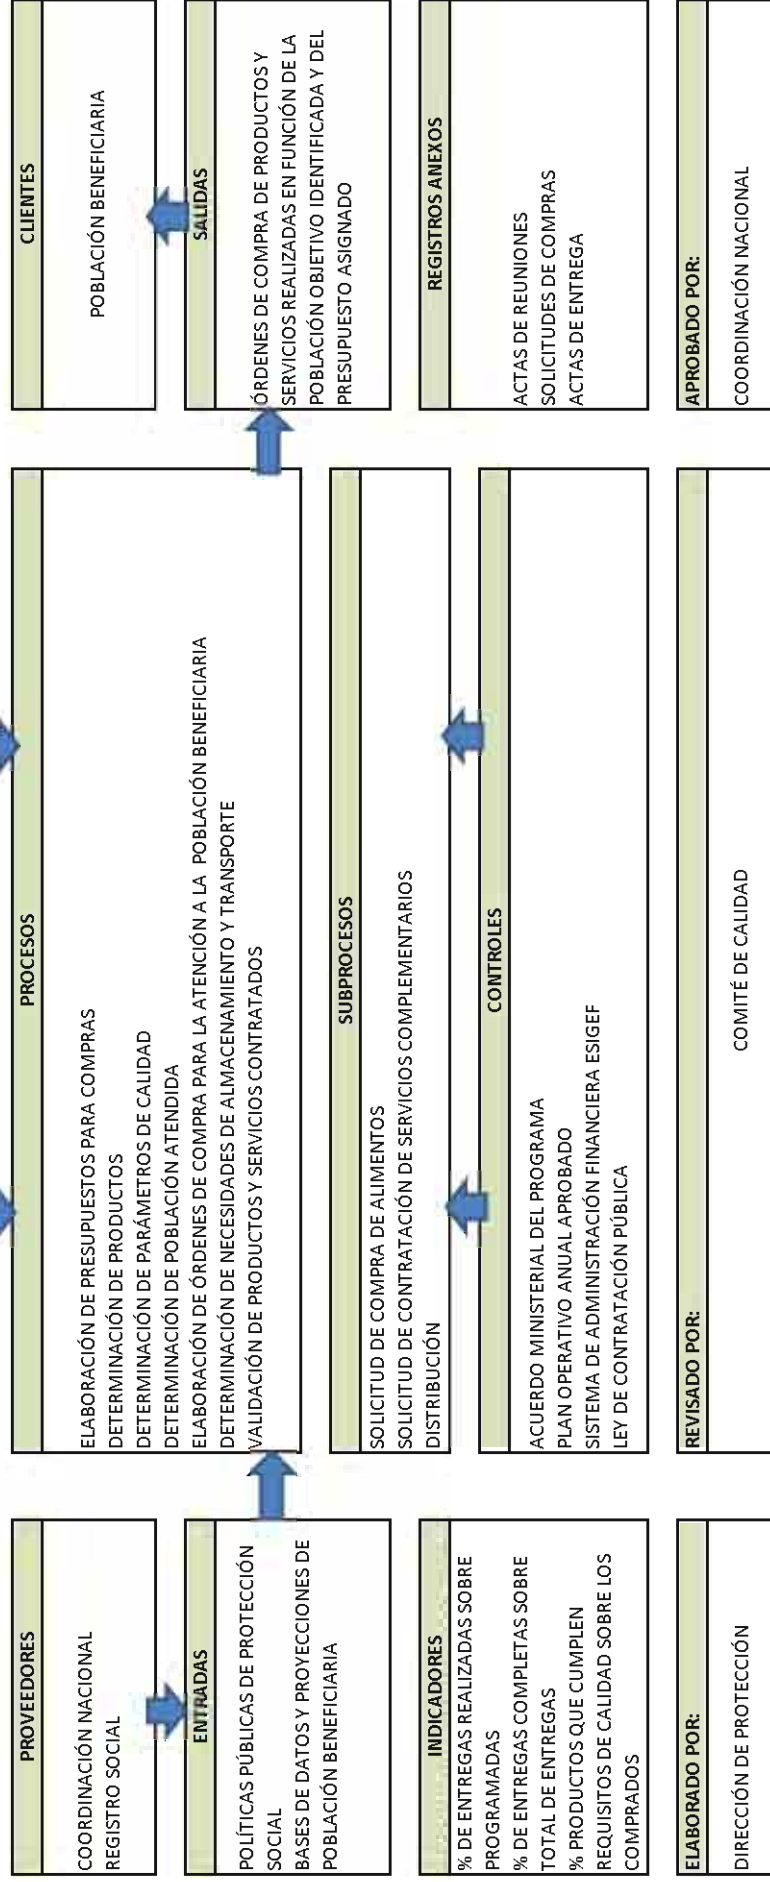 PROVEEDORES
COORDINACIÓN NACIONAL
REGISTRO SOCIAL
ENTRADAS
POLÍTICAS PÚBLICAS DE PROTECCIÓN
SOCIAL
BASES DE DATOS Y PROYECCIONES DE
POBLACIÓN BENEFICIARIA
INDICADORES
% DE ENTREGAS REALIZADAS SOBRE
PROGRAMADAS
% DE ENTREGAS COMPLETAS SOBRE
TOTAL DE ENTREGAS
% PRODUCTOS QUE CUMPLEN
REQUISITOS DE CALIDAD SOBRE LOS
COMPRADOS
ELABORADO POR:
DIRECCIÓN DE PROTECCIÓN
PROCESOS
ELABORACIÓN DE PRESUPUESTOS PARA COMPRAS
DETERMINACIÓN DE PRODUCTOS
DETERMINACIÓN DE PARÁMETROS DE CALIDAD
DETERMINACIÓN DE POBLACIÓN ATENDIDA
ELABORACIÓN DE ÓRDENES DE COMPRA PARA LA ATENCIÓN A LA POBLACIÓN BENEFICIARIA
DETERMINACIÓN DE NECESIDADES DE ALMACENAMIENTO Y TRANSPORTE
VALIDACIÓN DE PRODUCTOS Y SERVICIOS CONTRATADOS
SUBPROCESOS
SOLICITUD DE COMPRA DE ALIMENTOS
SOLICITUD DE CONTRATACIÓN DE SERVICIOS COMPLEMENTARIOS
DISTRIBUCIÓN
CONTROLES
ACUERDO MINISTERIAL DEL PROGRAMA
PLAN OPERATIVO ANUAL APROBADO
SISTEMA DE ADMINISTRACIÓN FINANCIERA ESIGEF
LEY DE CONTRATACIÓN PÚBLICA
REVISADO POR:
COMITÉ DE CALIDAD
CLIENTES
POBLACIÓN BENEFICIARIA
SALIDAS
ÓRDENES DE COMPRA DE PRODUCTOS Y
SERVICIOS REALIZADAS EN FUNCIÓN DE LA
POBLACIÓN OBJETIVO IDENTIFICADA Y DEL
PRESUPUESTO ASIGNADO
REGISTROS ANEXOS
ACTAS DE REUNIONES
SOLICITUDES DE COMPRAS
ACTAS DE ENTREGA
APROBADO POR:
COORDINACIÓN NACIONAL